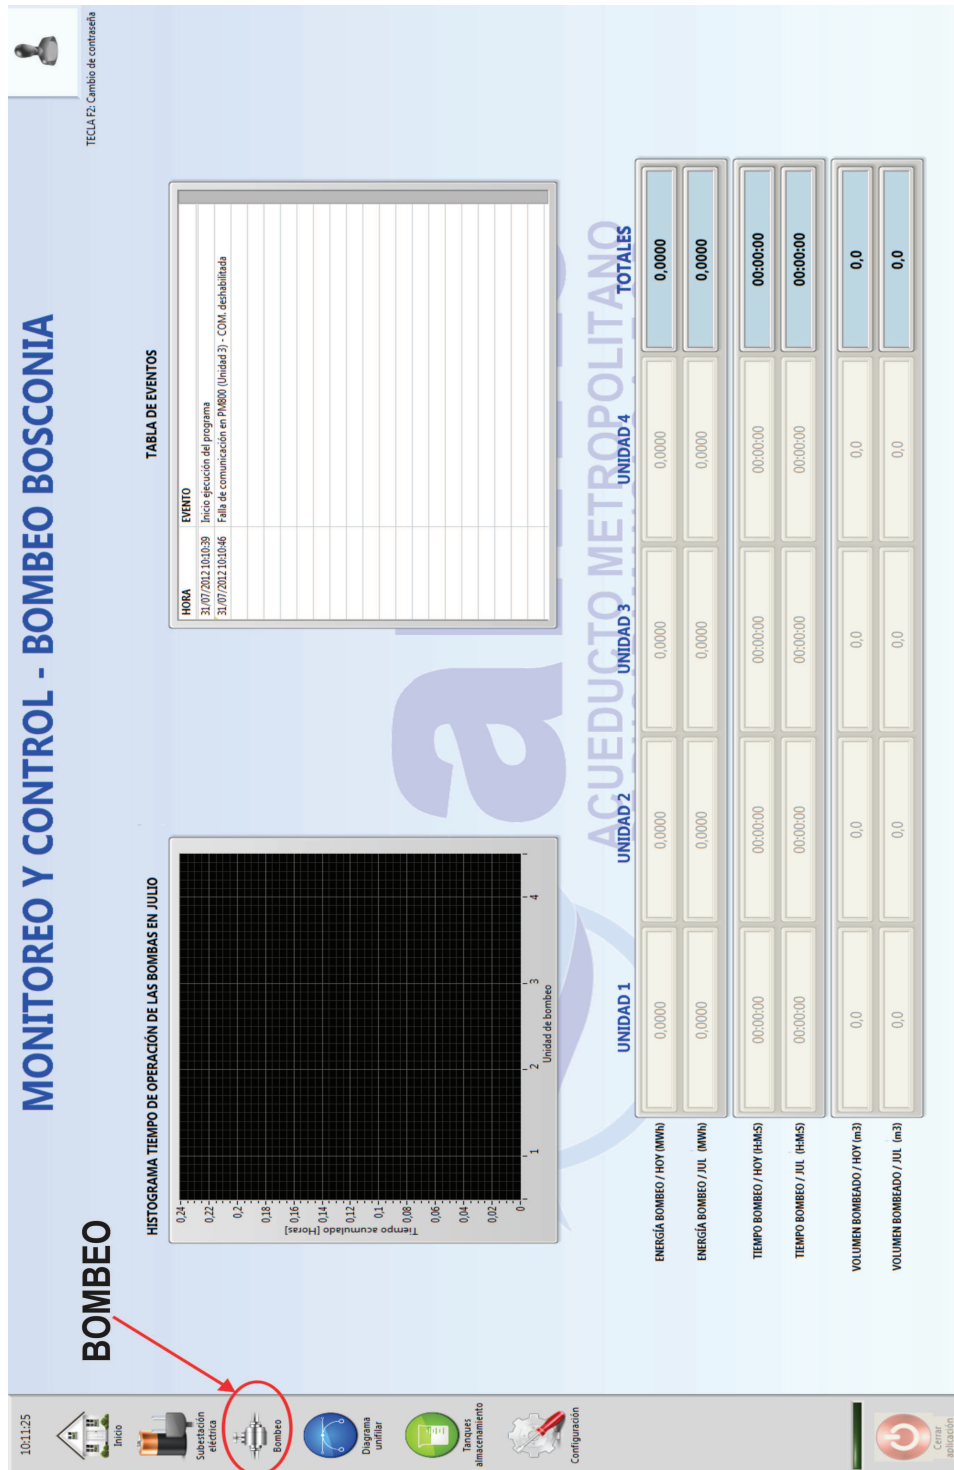 MONITOREO Y CONTROL - BOMBEO BOSCONIA
TECLA F2: Cambio de contraseña
10:11:25
Inicio
Subestación
eléctrica
Bombeo
Diagrama
unifilar
Tanques
almacenamiento
Configuración
Cerrar
aplicación
BOMBEO
HISTOGRAMA TIEMPO DE OPERACIÓN DE LAS BOMBAS EN JULIO
Tiempo acumulado [Horas]
0,24
0,22
0,2
0,18
0,16
0,14
0,12
0,1
0,08
0,06
0,04
0,02
0
1 2 3 4
Unidad de bombeo
TABLA DE EVENTOS
HORA EVENTO
31/07/2012 10:10:39 Inicio ejecución del programa
31/07/2012 10:10:46 Falla de comunicación en PM800 (Unidad 3) - COM. deshabilitada
a
ACUEDUCTO METROPOLITANO
UNIDAD 1 UNIDAD 2 UNIDAD 3 UNIDAD 4 TOTALES
ENERGÍA BOMBEO / HOY (MWh) 0,0000 0,0000 0,0000 0,0000 0,0000
ENERGÍA BOMBEO / JUL (MWh) 0,0000 0,0000 0,0000 0,0000 0,0000
TIEMPO BOMBEO / HOY (H:M:S) 00:00:00 00:00:00 00:00:00 00:00:00 00:00:00
TIEMPO BOMBEO / JUL (H:M:S) 00:00:00 00:00:00 00:00:00 00:00:00 00:00:00
VOLUMEN BOMBEADO / HOY (m3) 0,0 0,0 0,0 0,0 0,0
VOLUMEN BOMBEADO / JUL (m3) 0,0 0,0 0,0 0,0 0,0